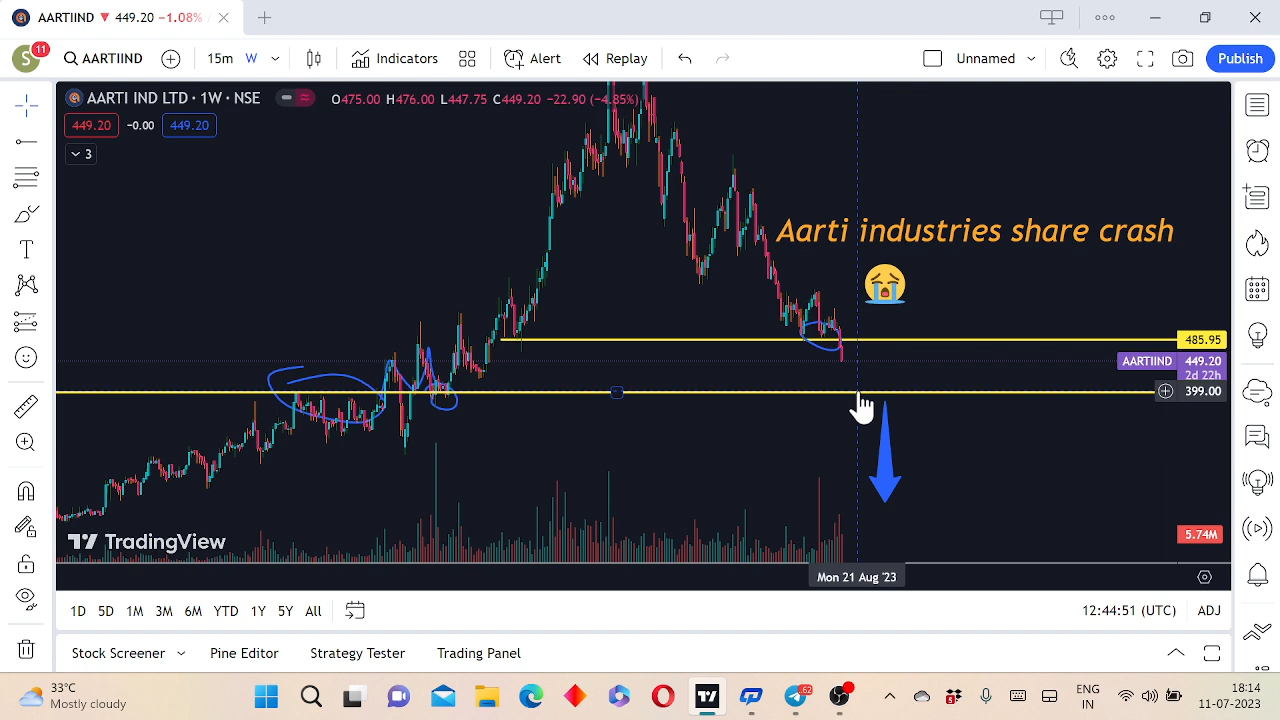 AARTIIND ▼ 449.20 −1.08% /
S 11 AARTIIND 15m W Indicators Alert Replay Unnamed Publish
AARTI IND LTD · 1W · NSE O475.00 H476.00 L447.75 C449.20 −22.90 (−4.85%)
449.20 −0.00 449.20
3
Aarti industries share crash
485.95
AARTIIND 449.20
2d 22h
399.00
TradingView
5.74M
Mon 21 Aug '23
1D 5D 1M 3M 6M YTD 1Y 5Y All 12:44:51 (UTC) ADJ
Stock Screener Pine Editor Strategy Tester Trading Panel
33°C
Mostly cloudy
62
ENG
IN
18:14
11-07-2023